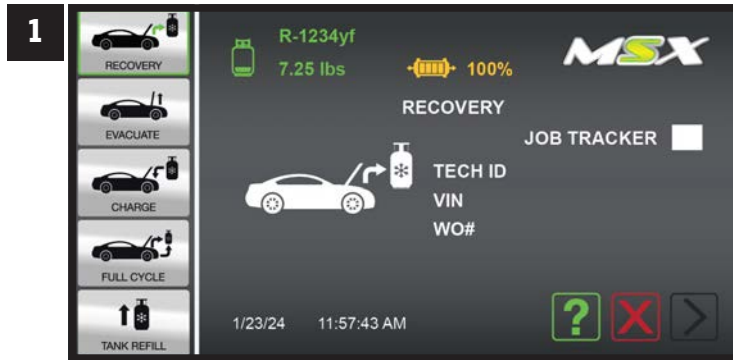 1
RECOVERY
EVACUATE
CHARGE
FULL CYCLE
TANK REFILL
R-1234yf
7.25 lbs
100%
MSX
RECOVERY
JOB TRACKER
TECH ID
VIN
WO#
1/23/24 11:57:43 AM
?